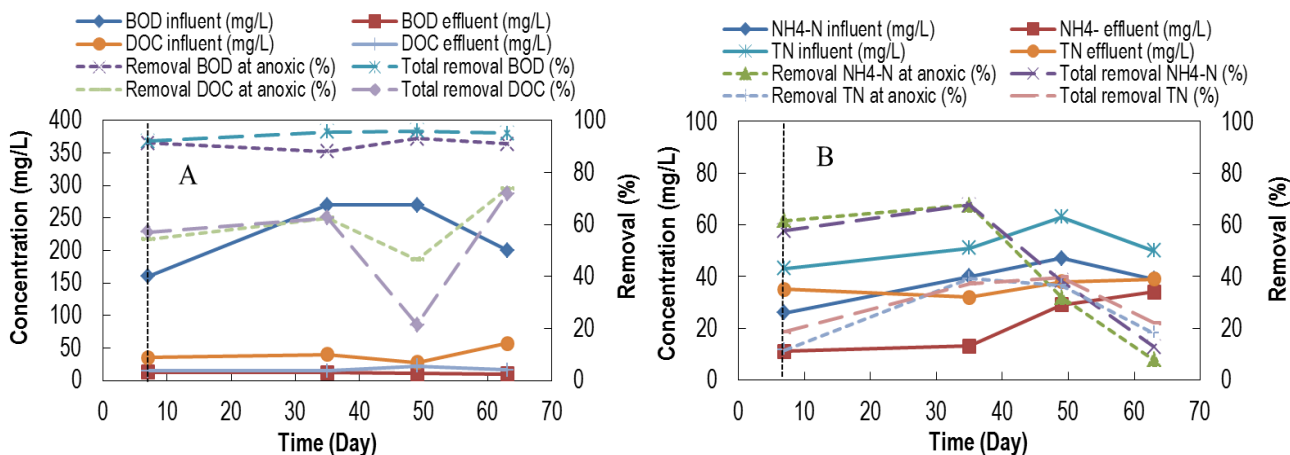 BOD influent (mg/L) BOD effluent (mg/L)
DOC influent (mg/L) DOC effluent (mg/L)
Removal BOD at anoxic (%) Total removal BOD (%)
Removal DOC at anoxic (%) Total removal DOC (%)
400 100
350
300 80
250 60
200
150 40
100 20
50
0 0
0 10 20 30 40 50 60 70
Concentration (mg/L)
Removal (%)
Time (Day)
A
NH4-N influent (mg/L) NH4- effluent (mg/L)
TN influent (mg/L) TN effluent (mg/L)
Removal NH4-N at anoxic (%) Total removal NH4-N (%)
Removal TN at anoxic (%) Total removal TN (%)
100 100
80 80
60 60
40 40
20 20
0 0
0 10 20 30 40 50 60 70
Concentration (mg/L)
Removal (%)
Time (Day)
B